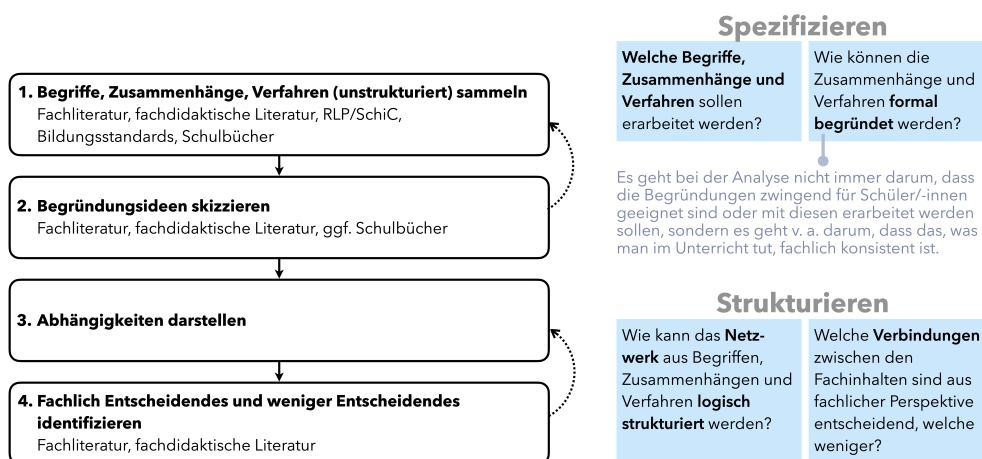 1. Begriffe, Zusammenhänge, Verfahren (unstrukturiert) sammeln
Fachliteratur, fachdidaktische Literatur, RLP/SchiC,
Bildungsstandards, Schulbücher
2. Begründungsideen skizzieren
Fachliteratur, fachdidaktische Literatur, ggf. Schulbücher
3. Abhängigkeiten darstellen
4. Fachlich Entscheidendes und weniger Entscheidendes
identifizieren
Fachliteratur, fachdidaktische Literatur
Spezifizieren
Welche Begriffe,
Zusammenhänge und
Verfahren sollen
erarbeitet werden?
Wie können die
Zusammenhänge und
Verfahren formal
begründet werden?
Es geht bei der Analyse nicht immer darum, dass
die Begründungen zwingend für Schüler/-innen
geeignet sind oder mit diesen erarbeitet werden
sollen, sondern es geht v. a. darum, dass das, was
man im Unterricht tut, fachlich konsistent ist.
Strukturieren
Wie kann das Netz-
werk aus Begriffen,
Zusammenhängen und
Verfahren logisch
strukturiert werden?
Welche Verbindungen
zwischen den
Fachinhalten sind aus
fachlicher Perspektive
entscheidend, welche
weniger?